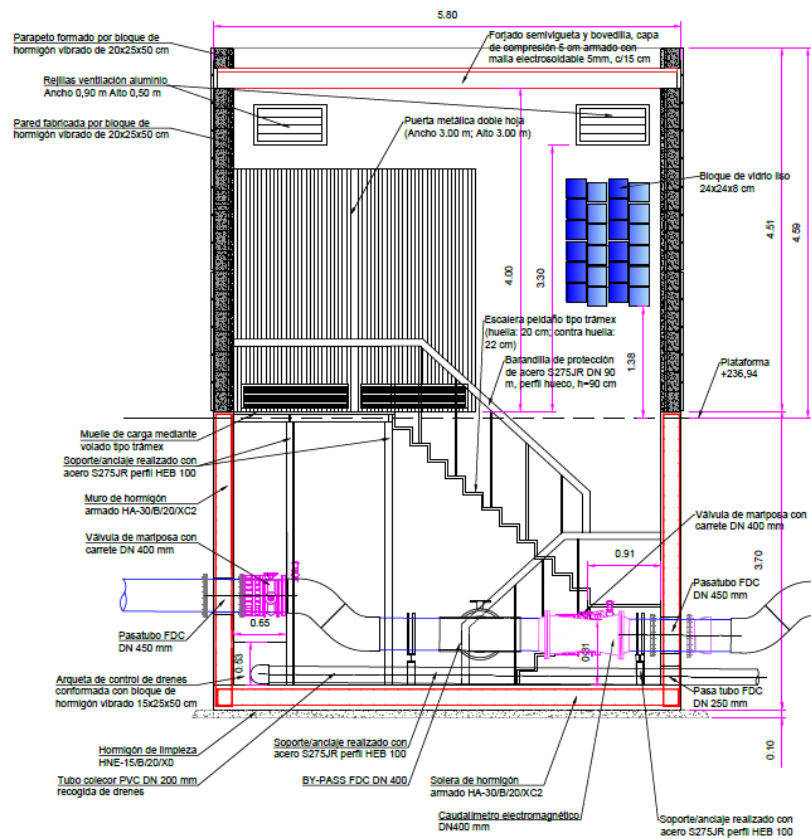 5.80
Parapeto formado por bloque de
hormigón vibrado de 20x25x50 cm
Forjado semivigueta y bovedilla, capa
de compresión 5 cm armado con
malla electrosoldable 5mm, c/15 cm
Rejillas ventilación aluminio
Ancho 0,90 m Alto 0,50 m
Pared fabricada por bloque de
hormigón vibrado de 20x25x50 cm
Puerta metálica doble hoja
(Ancho 3.00 m; Alto 3.00 m)
Bloque de vidrio liso
24x24x8 cm
4.51
4.59
4.00
3.30
Escalera peldaño tipo trámex
(huella: 20 cm; contra huella:
22 cm)
1.38
Barandilla de protección
de acero S275JR DN 90
m, perfil hueco, h=90 cm
Plataforma
+236,94
Muelle de carga mediante
volado tipo trámex
Soporte/anclaje realizado con
acero S275JR perfil HEB 100
Muro de hormigón
armado HA-30/B/20/XC2
Válvula de mariposa con
carrete DN 400 mm
Válvula de mariposa con
carrete DN 400 mm
0.91
3.70
Pasatubo FDC
DN 450 mm
0.65
Pasatubo FDC
DN 450 mm
0.53
0.31
Arqueta de control de drenes
conformada con bloque de
hormigón vibrado 15x25x50 cm
Pasa tubo FDC
DN 250 mm
0.10
Hormigón de limpieza
HNE-15/B/20/X0
Soporte/anclaje realizado con
acero S275JR perfil HEB 100
Tubo colecor PVC DN 200 mm
recogida de drenes
BY-PASS FDC DN 400
Solera de hormigón
armado HA-30/B/20/XC2
Caudalímetro electromagnético
DN400 mm
Soporte/anclaje realizado con
acero S275JR perfil HEB 100